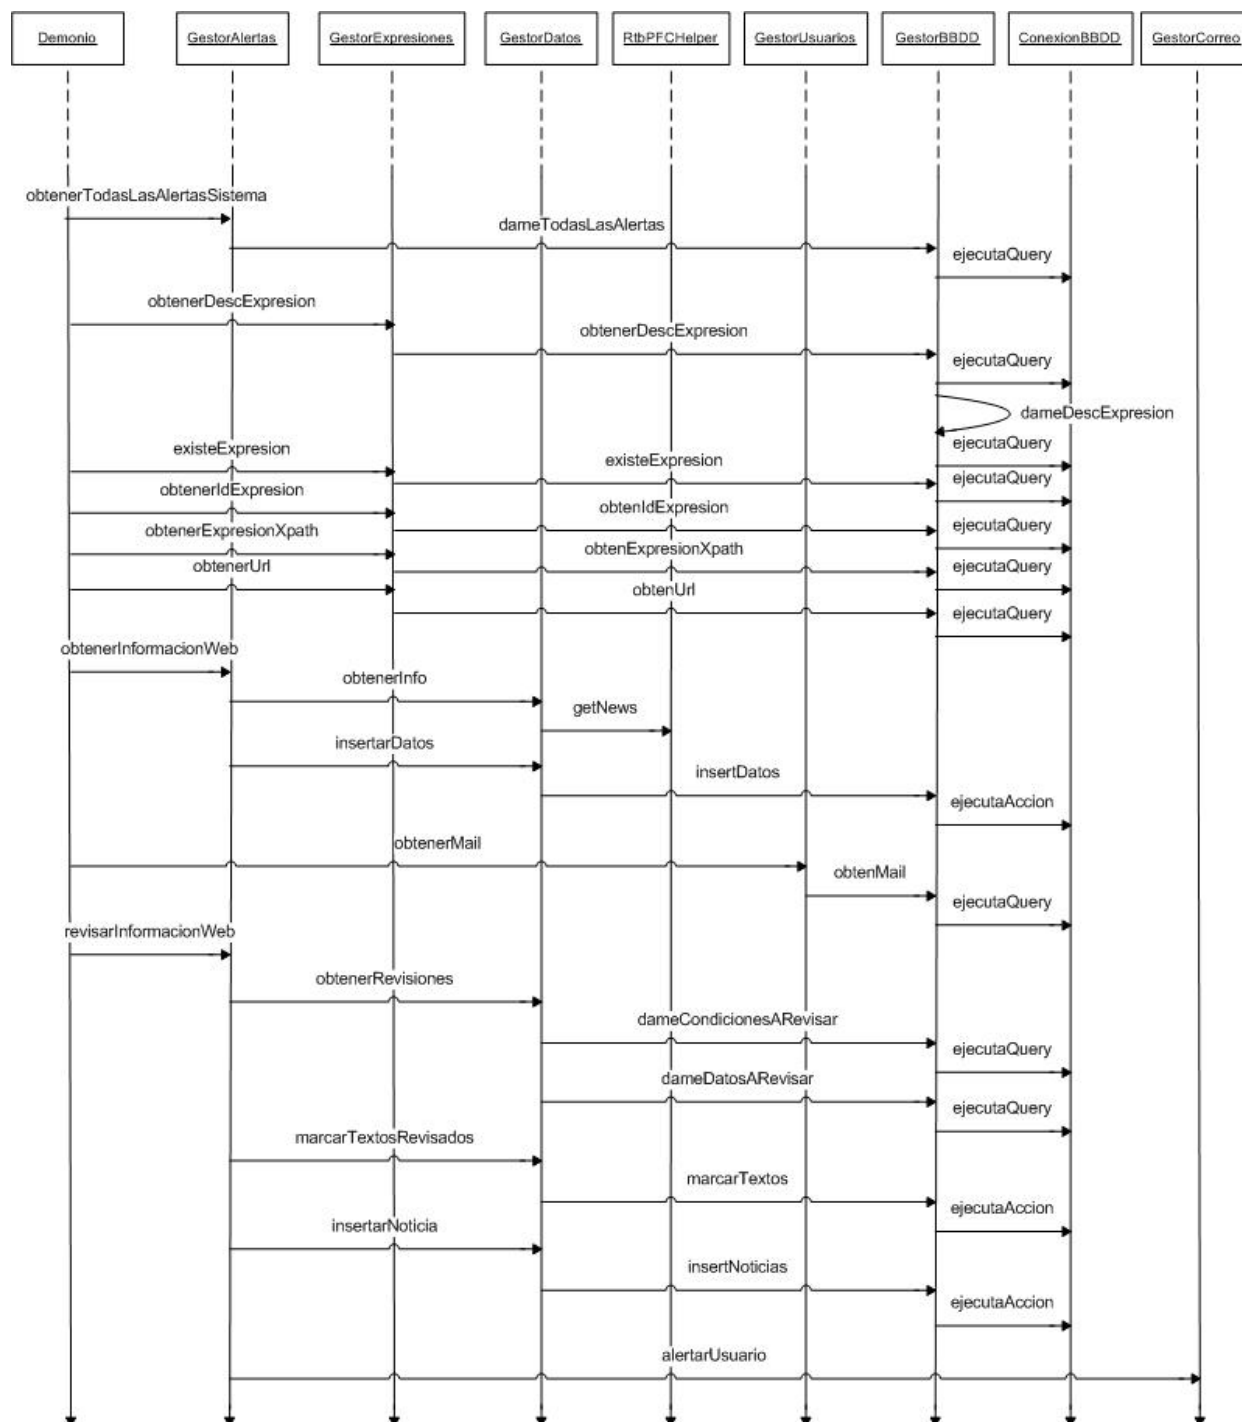 Demonio
GestorAlertas
GestorExpresiones
GestorDatos
RtbPFCHelper
GestorUsuarios
GestorBBDD
ConexionBBDD
GestorCorreo
obtenerTodasLasAlertasSistema
dameTodasLasAlertas
ejecutaQuery
obtenerDescExpresion
obtenerDescExpresion
ejecutaQuery
dameDescExpresion
existeExpresion
existeExpresion
ejecutaQuery
obtenerIdExpresion
ejecutaQuery
obtenIdExpresion
obtenerExpresionXpath
ejecutaQuery
obtenExpresionXpath
obtenerUrl
ejecutaQuery
obtenUrl
ejecutaQuery
obtenerInformacionWeb
obtenerInfo
getNews
insertarDatos
insertDatos
ejecutaAccion
obtenerMail
obtenMail
ejecutaQuery
revisarInformacionWeb
obtenerRevisiones
dameCondicionesARevisar
ejecutaQuery
dameDatosARevisar
ejecutaQuery
marcarTextosRevisados
marcarTextos
ejecutaAccion
insertarNoticia
insertNoticias
ejecutaAccion
alertarUsuario